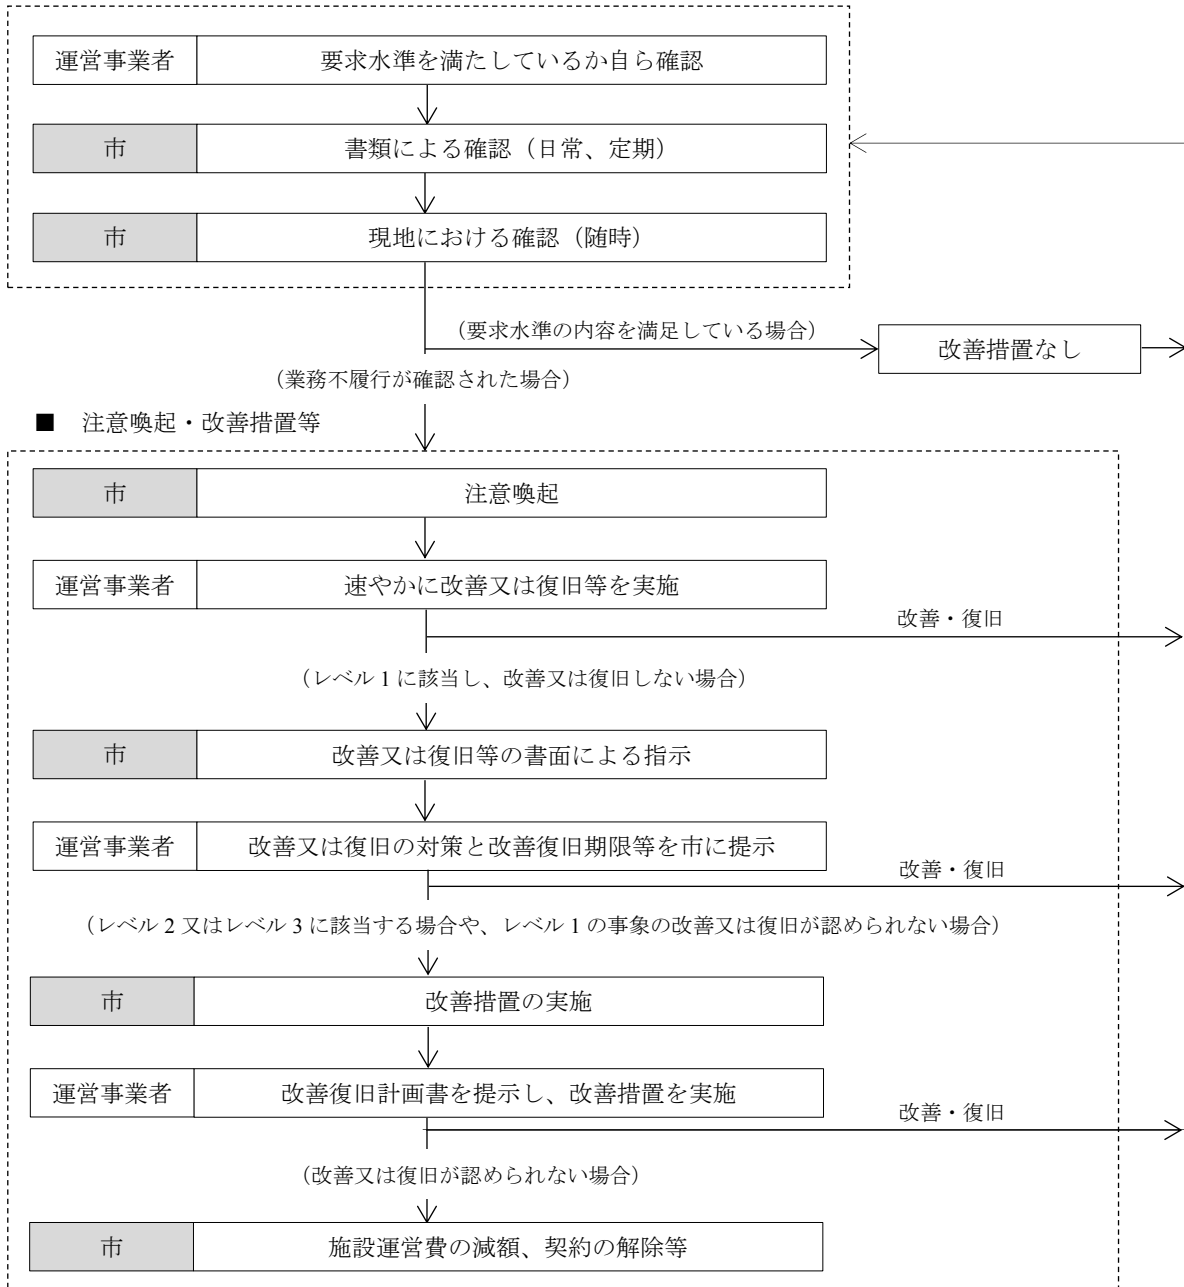 運営事業者 要求水準を満たしているか自ら確認
市 書類による確認（日常、定期）
市 現地における確認（随時）
（要求水準の内容を満足している場合）
改善措置なし
（業務不履行が確認された場合）
■ 注意喚起・改善措置等
市 注意喚起
運営事業者 速やかに改善又は復旧等を実施
改善・復旧
（レベル 1 に該当し、改善又は復旧しない場合）
市 改善又は復旧等の書面による指示
運営事業者 改善又は復旧の対策と改善復旧期限等を市に提示
改善・復旧
（レベル 2 又はレベル 3 に該当する場合や、レベル 1 の事象の改善又は復旧が認められない場合）
市 改善措置の実施
運営事業者 改善復旧計画書を提示し、改善措置を実施
改善・復旧
（改善又は復旧が認められない場合）
市 施設運営費の減額、契約の解除等